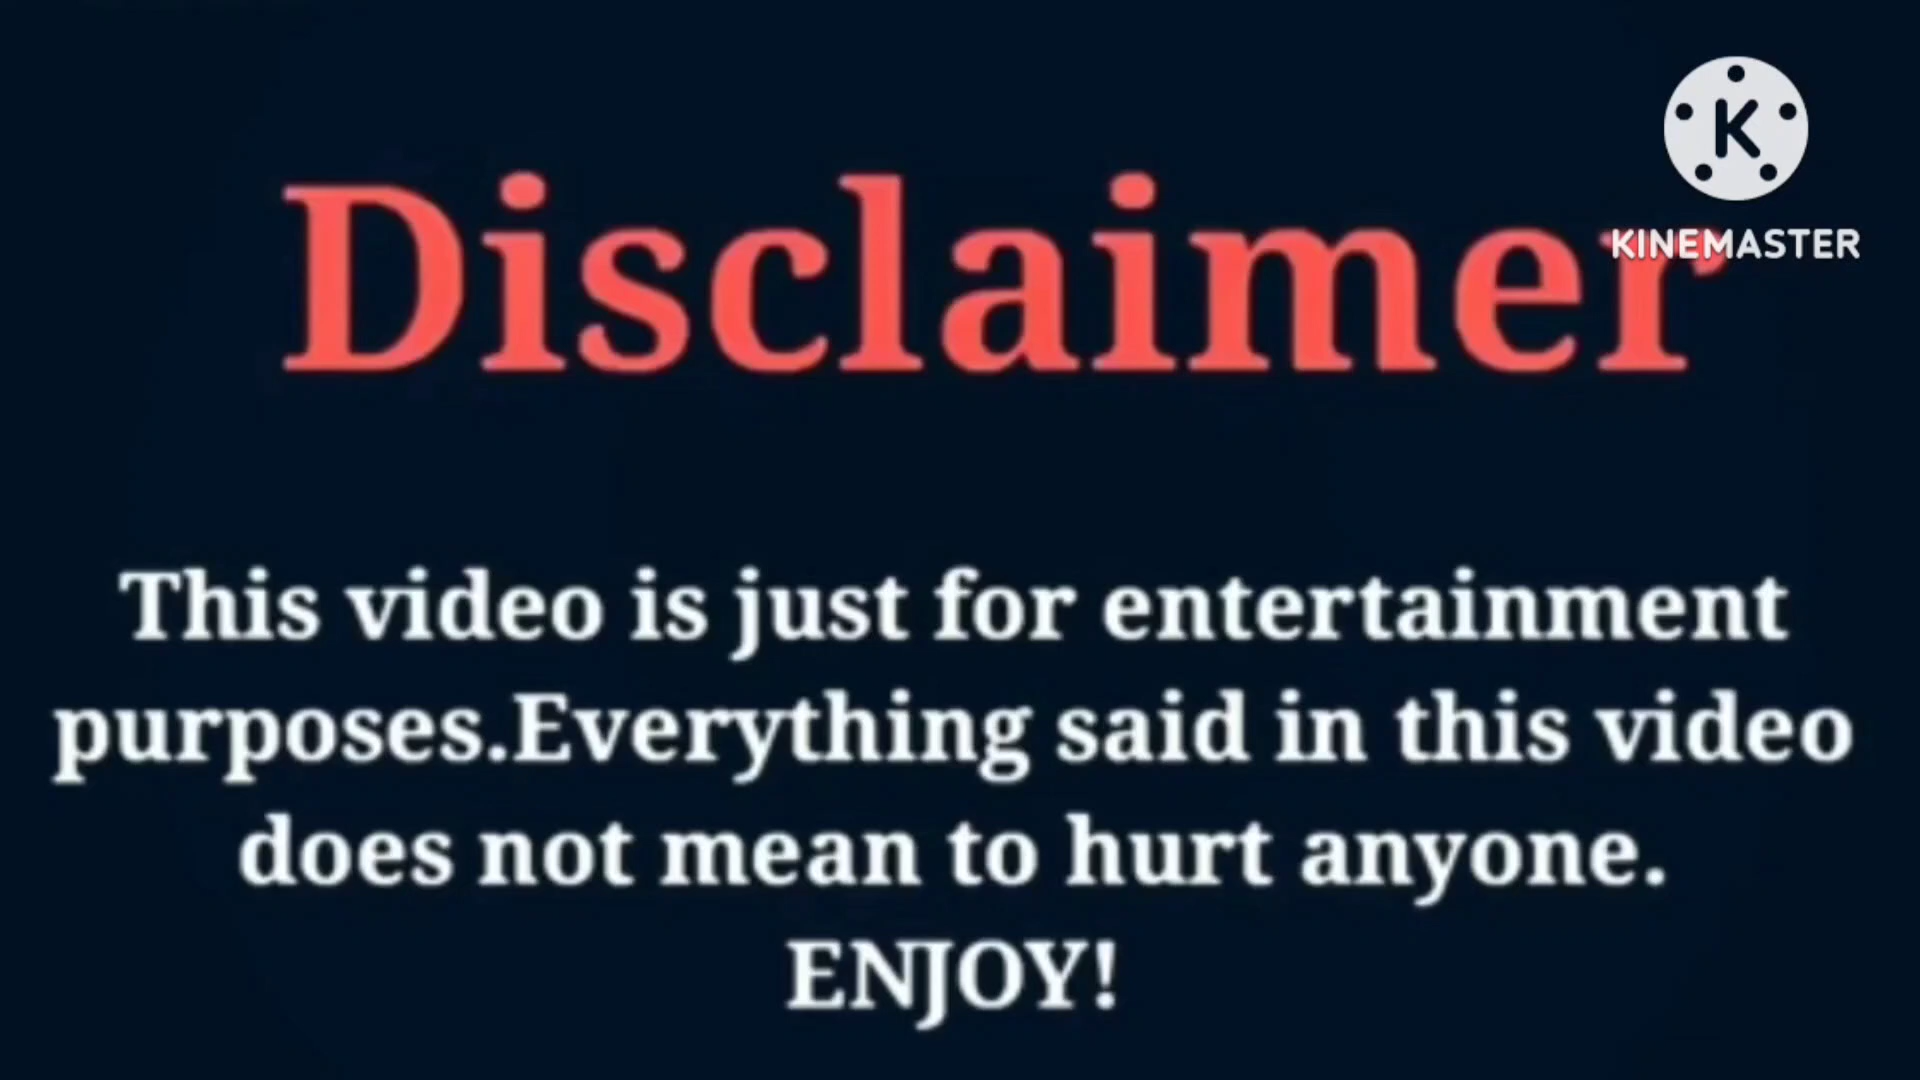 K
KINEMASTER
Disclaimer
This video is just for entertainment
purposes.Everything said in this video
does not mean to hurt anyone.
ENJOY!